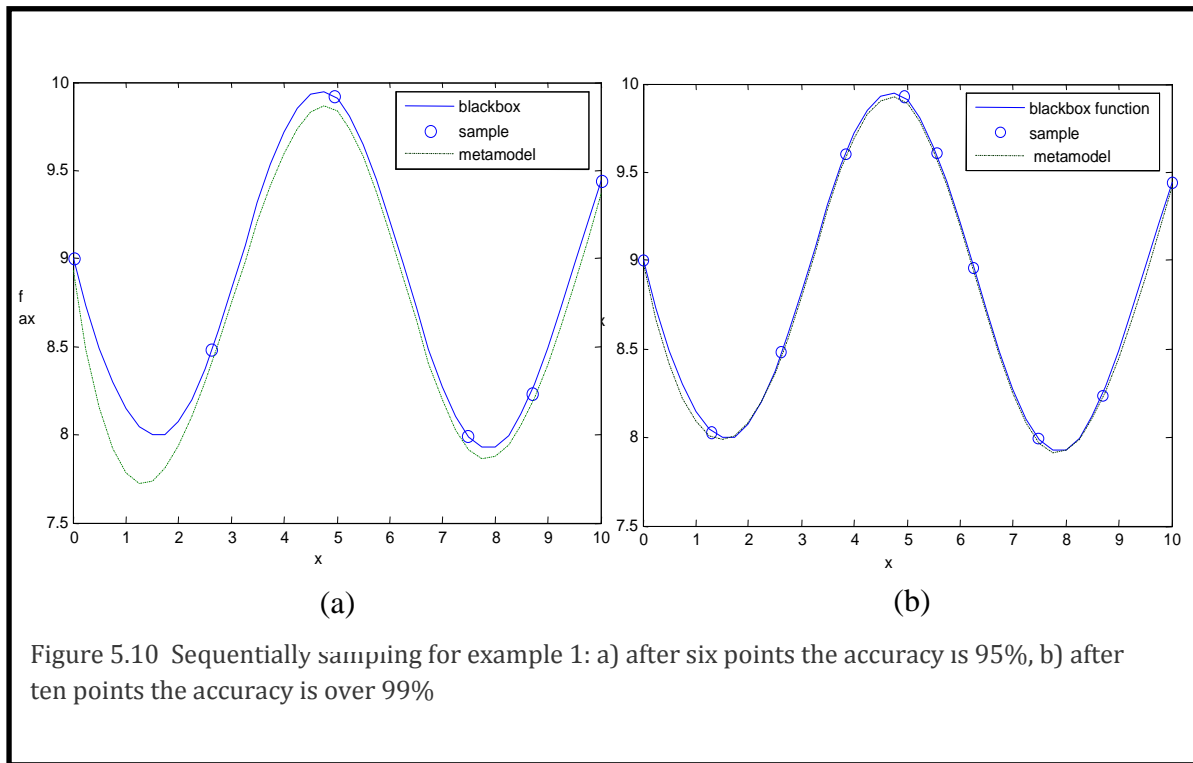 10
9.5
9
8.5
8
7.5
f
ax
blackbox
sample
metamodel
0 1 2 3 4 5 6 7 8 9 10
x
(a)
10
9.5
9
8.5
8
7.5
x
blackbox function
sample
metamodel
0 1 2 3 4 5 6 7 8 9 10
x
(b)
Figure 5.10 Sequentially sampling for example 1: a) after six points the accuracy is 95%, b) after
ten points the accuracy is over 99%